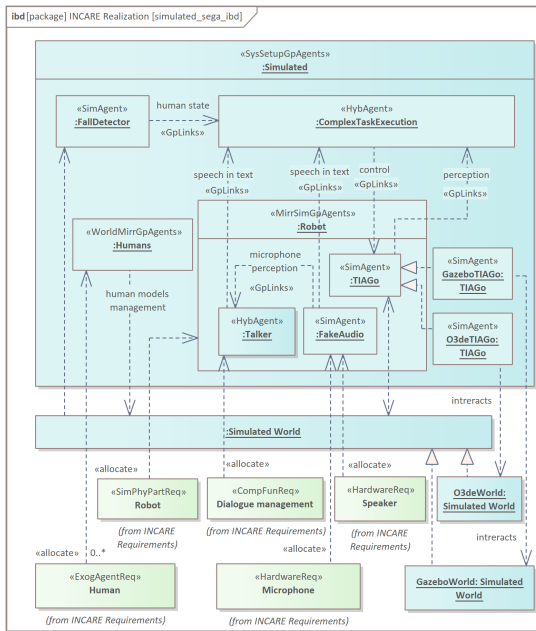 ibd [package] INCARE Realization [simulated_sega_ibd]
«SysSetupGpAgents»
:Simulated
«SimAgent»
:FallDetector
human state
«GpLinks»
«HybAgent»
:ComplexTaskExecution
speech in text
«GpLinks»
speech in text
«GpLinks»
control
«GpLinks»
perception
«GpLinks»
«WorldMirrGpAgents»
:Humans
«MirrSimGpAgents»
:Robot
microphone
perception
«GpLinks»
«SimAgent»
:TIAGo
«SimAgent»
GazeboTIAGo:
TIAGo
human models
management
«HybAgent»
:Talker
«SimAgent»
:FakeAudio
«SimAgent»
O3deTIAGo:
TIAGo
intreracts
:Simulated World
«allocate»
«allocate»
«allocate»
«SimPhyPartReq»
Robot
(from INCARE
Requirements)
«CompFunReq»
Dialogue management
(from INCARE
Requirements)
«HardwareReq»
Speaker
(from INCARE
Requirements)
O3deWorld:
Simulated World
intreracts
«allocate»
0..*
«allocate»
«ExogAgentReq»
Human
(from INCARE Requirements)
«HardwareReq»
Microphone
(from INCARE Requirements)
GazeboWorld: Simulated
World